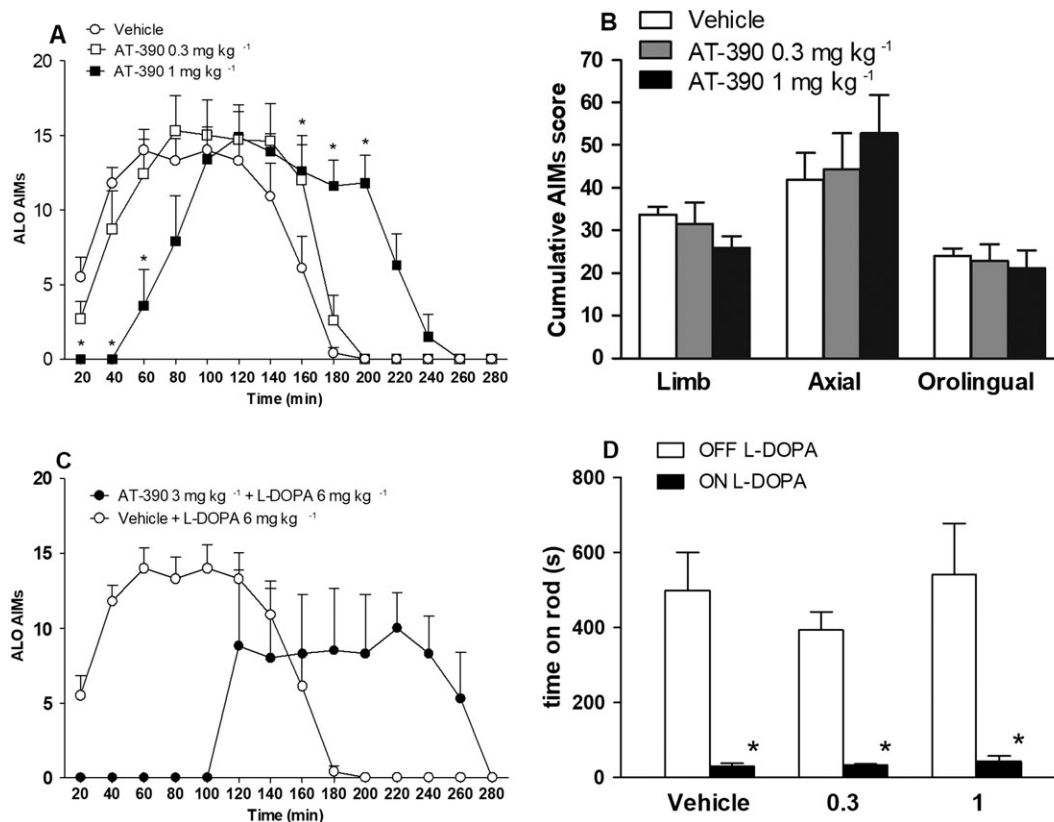 A
Vehicle
AT-390 0.3 mg kg -1
AT-390 1 mg kg -1
20
15
10
5
0
ALO AIMs
* * * * * *
20 40 60 80 100 120 140 160 180 200 220 240 260 280
Time (min)
B
Vehicle
AT-390 0.3 mg kg -1
AT-390 1 mg kg -1
70
60
50
40
30
20
10
0
Cumulative AIMs score
Limb Axial Orolingual
C
AT-390 3 mg kg -1 + L-DOPA 6 mg kg -1
Vehicle + L-DOPA 6 mg kg -1
20
15
10
5
0
ALO AIMs
20 40 60 80 100 120 140 160 180 200 220 240 260 280
Time (min)
D
OFF L-DOPA
ON L-DOPA
800
600
400
200
0
time on rod (s)
* * *
Vehicle 0.3 1